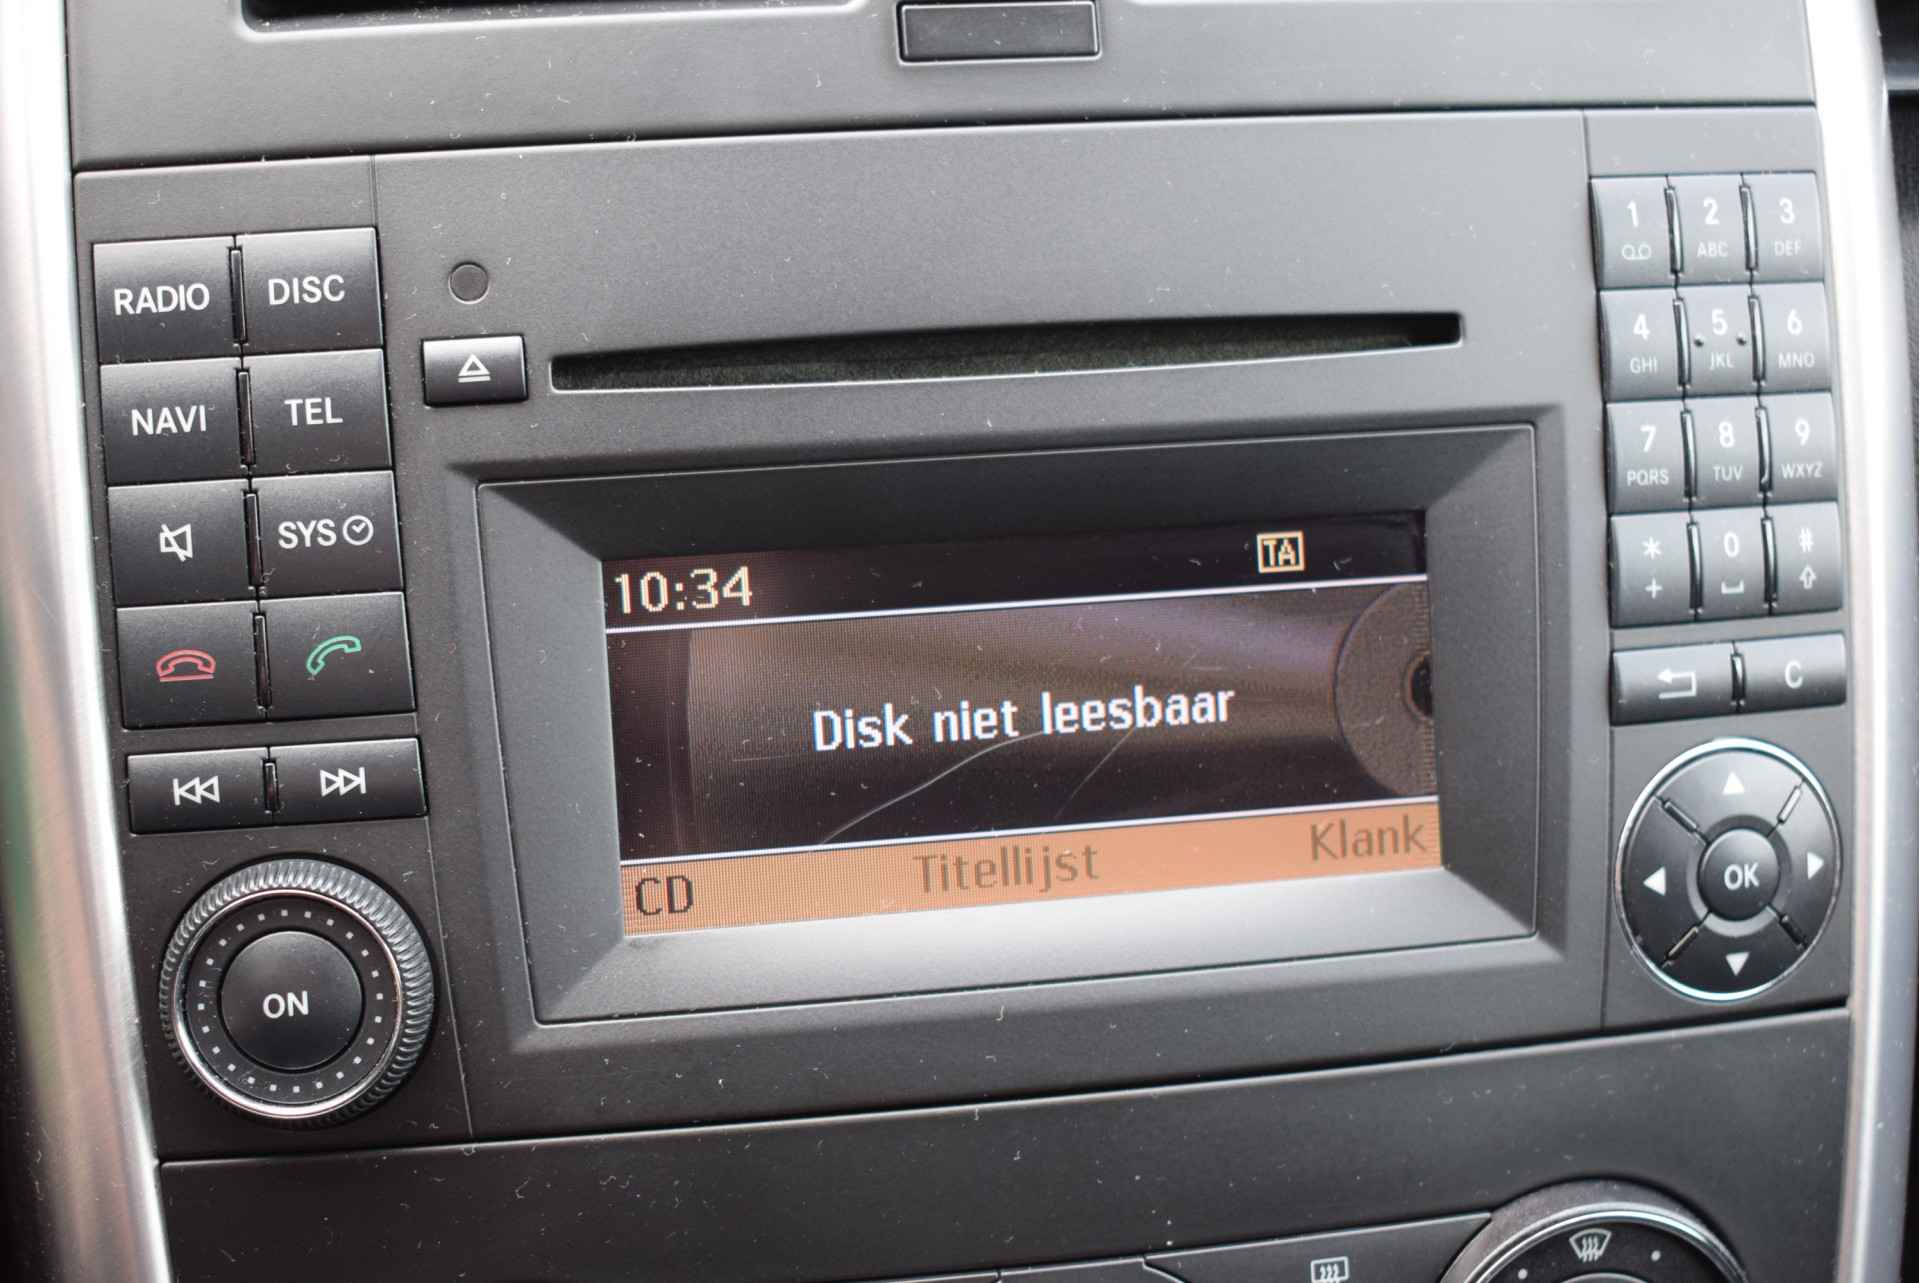 RADIO DISC
NAVI TEL
SYS
ON
10:34 TA
Disk niet leesbaar
CD Titellijst Klank
1 2 3
ABC DEF
4 5 6
GHI JKL MNO
7 8 9
PQRS TUV WXYZ
* 0 #
+
C
OK